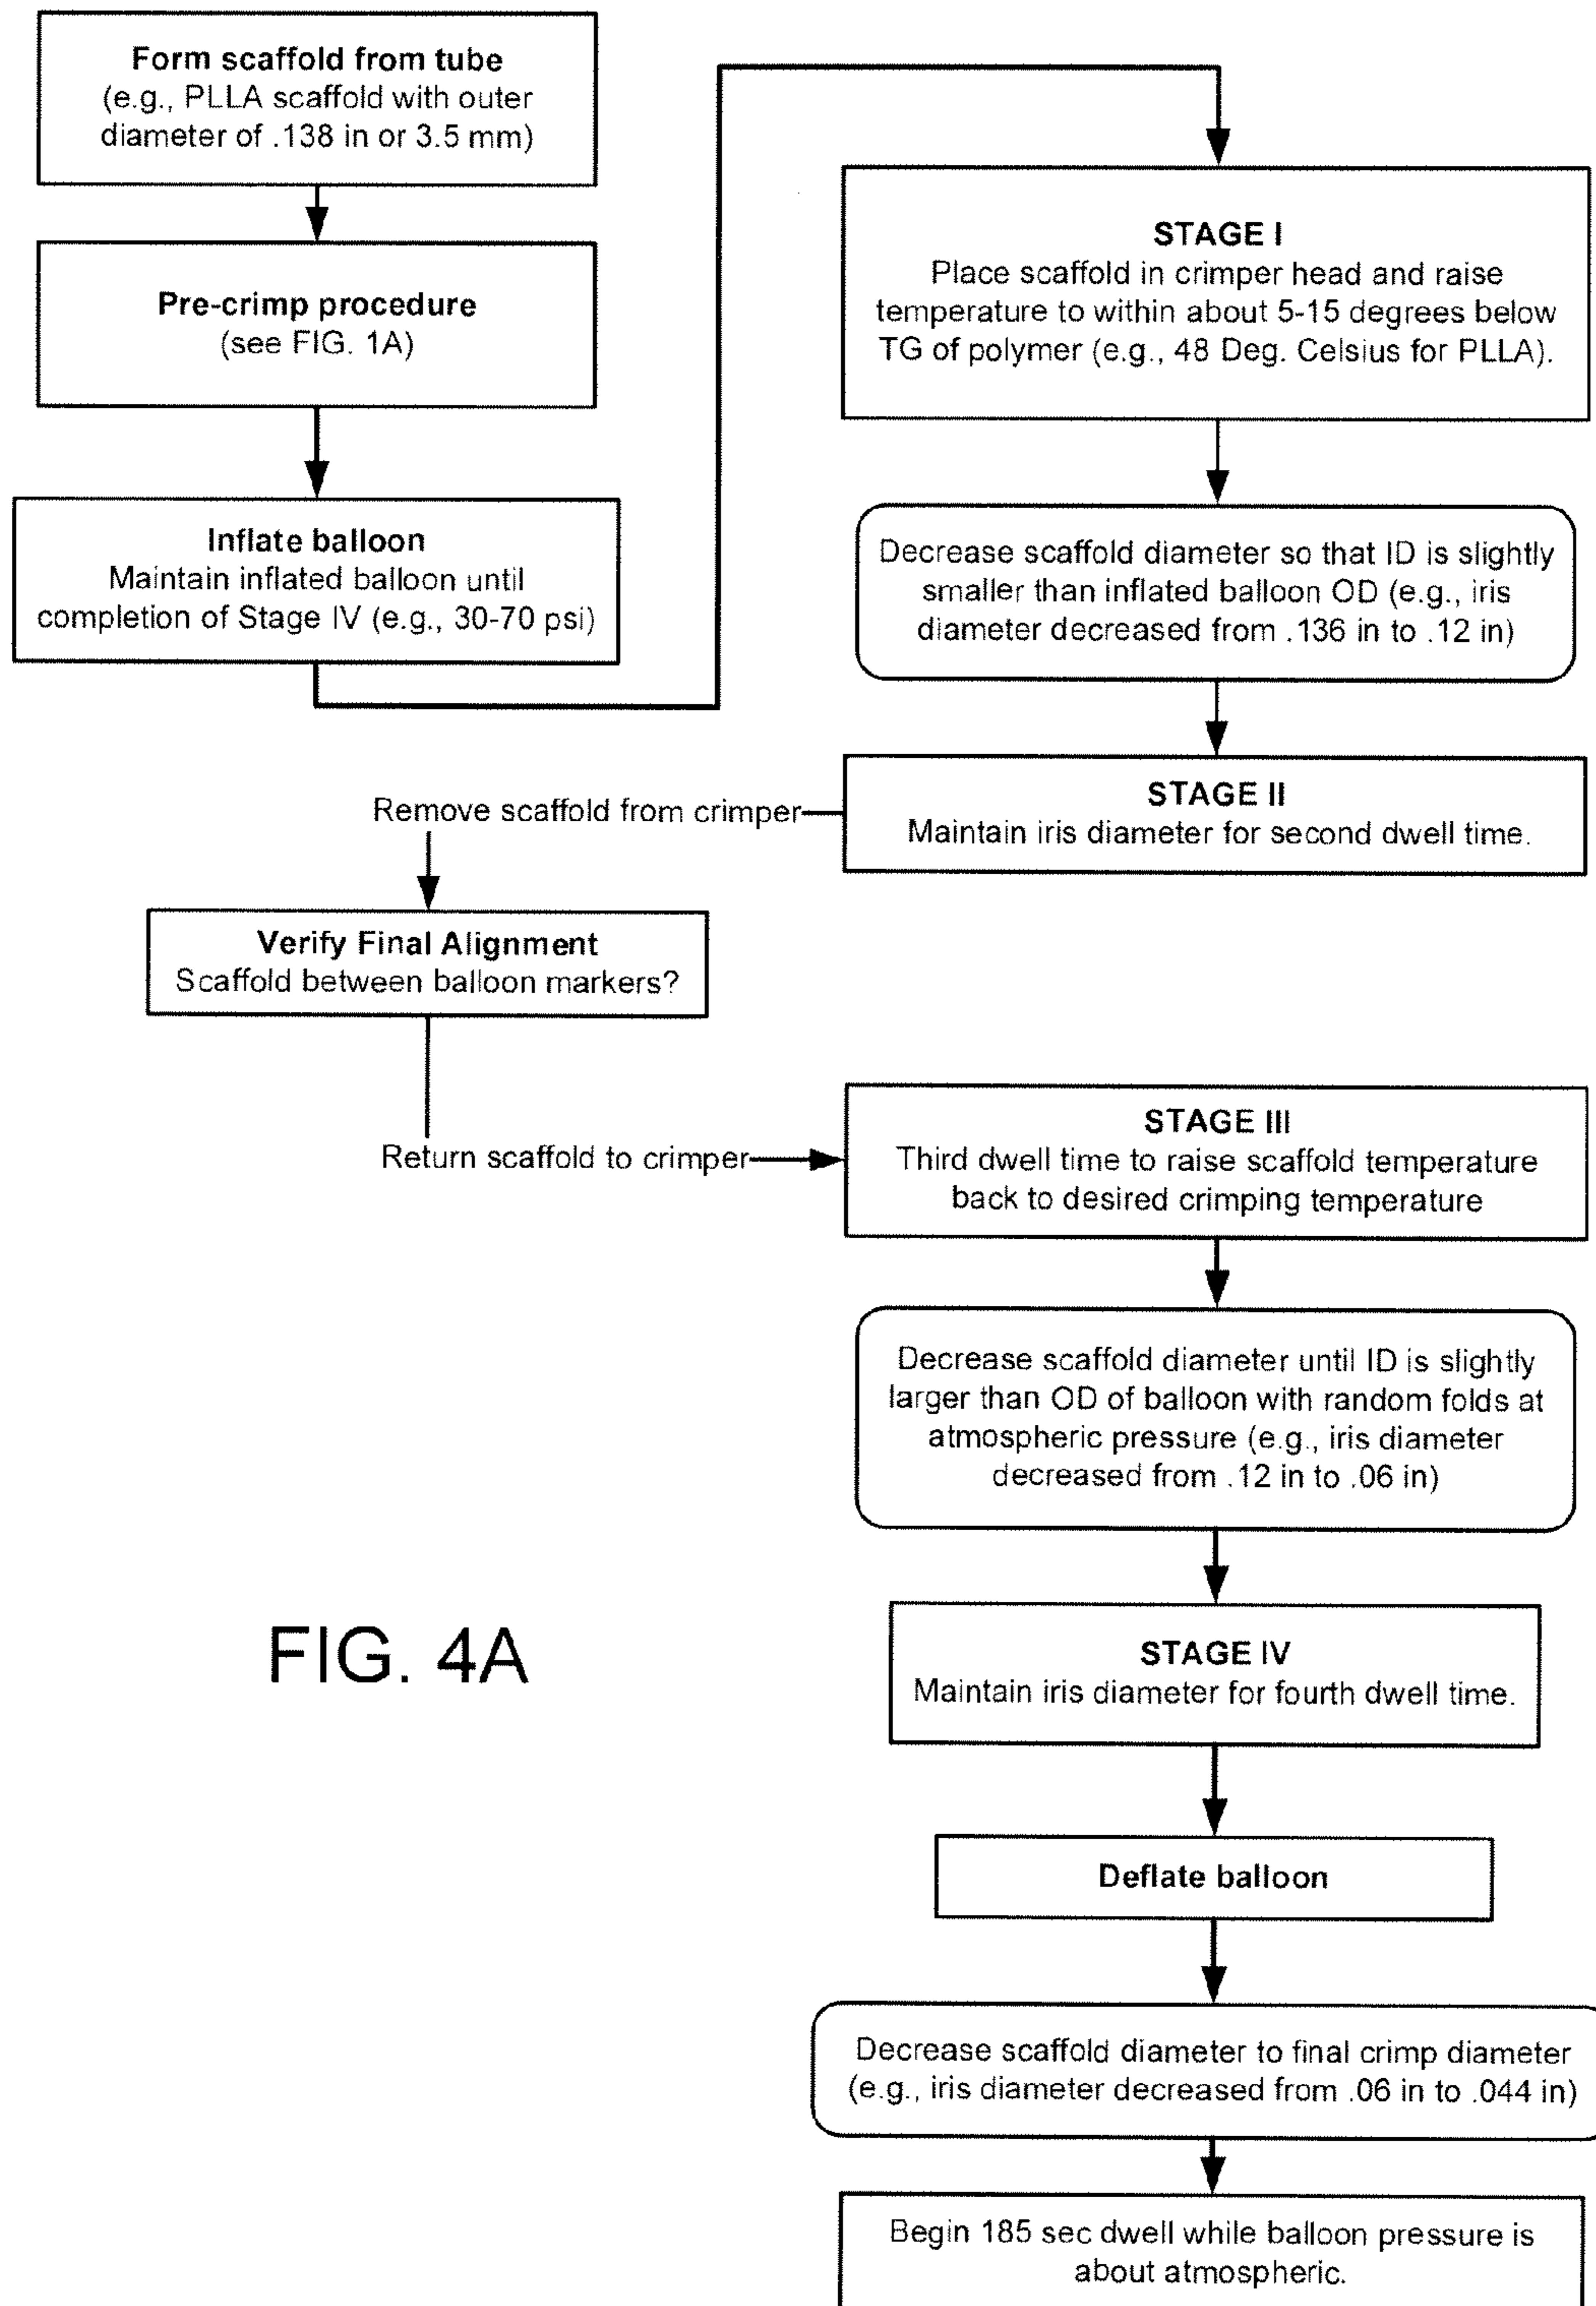 Form scaffold from tube
(e.g., PLLA scaffold with outer
diameter of .138 in or 3.5 mm)
Pre-crimp procedure
(see FIG. 1A)
Inflate balloon
Maintain inflated balloon until
completion of Stage IV (e.g., 30-70 psi)
STAGE I
Place scaffold in crimper head and raise
temperature to within about 5-15 degrees below
TG of polymer (e.g., 48 Deg. Celsius for PLLA).
Decrease scaffold diameter so that ID is slightly
smaller than inflated balloon OD (e.g., iris
diameter decreased from .136 in to .12 in)
STAGE II
Maintain iris diameter for second dwell time.
Remove scaffold from crimper
Verify Final Alignment
Scaffold between balloon markers?
Return scaffold to crimper
STAGE III
Third dwell time to raise scaffold temperature
back to desired crimping temperature
Decrease scaffold diameter until ID is slightly
larger than OD of balloon with random folds at
atmospheric pressure (e.g., iris diameter
decreased from .12 in to .06 in)
STAGE IV
Maintain iris diameter for fourth dwell time.
Deflate balloon
Decrease scaffold diameter to final crimp diameter
(e.g., iris diameter decreased from .06 in to .044 in)
Begin 185 sec dwell while balloon pressure is
about atmospheric.
FIG. 4A